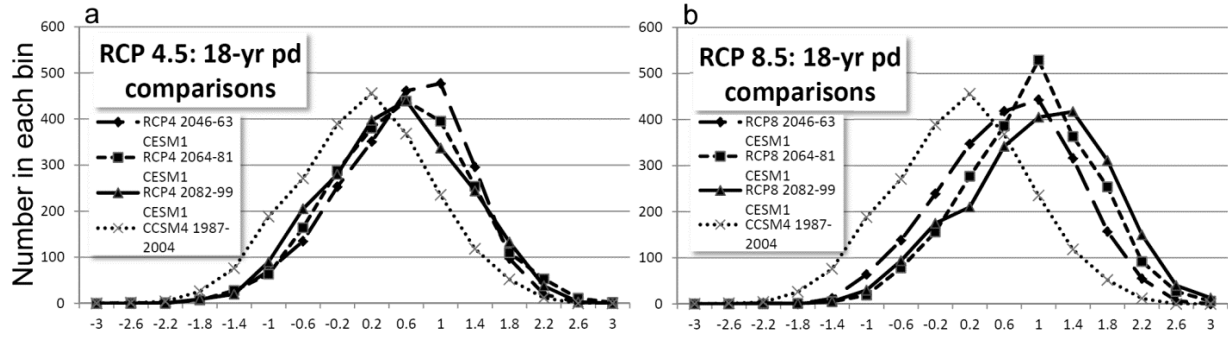 a
RCP 4.5: 18-yr pd
comparisons
Number in each bin
600
500
400
300
200
100
0
RCP4 2046-63
CESM1
RCP4 2064-81
CESM1
RCP4 2082-99
CESM1
CCSM4 1987-
2004
-3 -2.6 -2.2 -1.8 -1.4 -1 -0.6 -0.2 0.2 0.6 1 1.4 1.8 2.2 2.6 3
b
RCP 8.5: 18-yr pd
comparisons
600
500
400
300
200
100
0
RCP8 2046-63
CESM1
RCP8 2064-81
CESM1
RCP8 2082-99
CESM1
CCSM4 1987-
2004
-3 -2.6 -2.2 -1.8 -1.4 -1 -0.6 -0.2 0.2 0.6 1 1.4 1.8 2.2 2.6 3